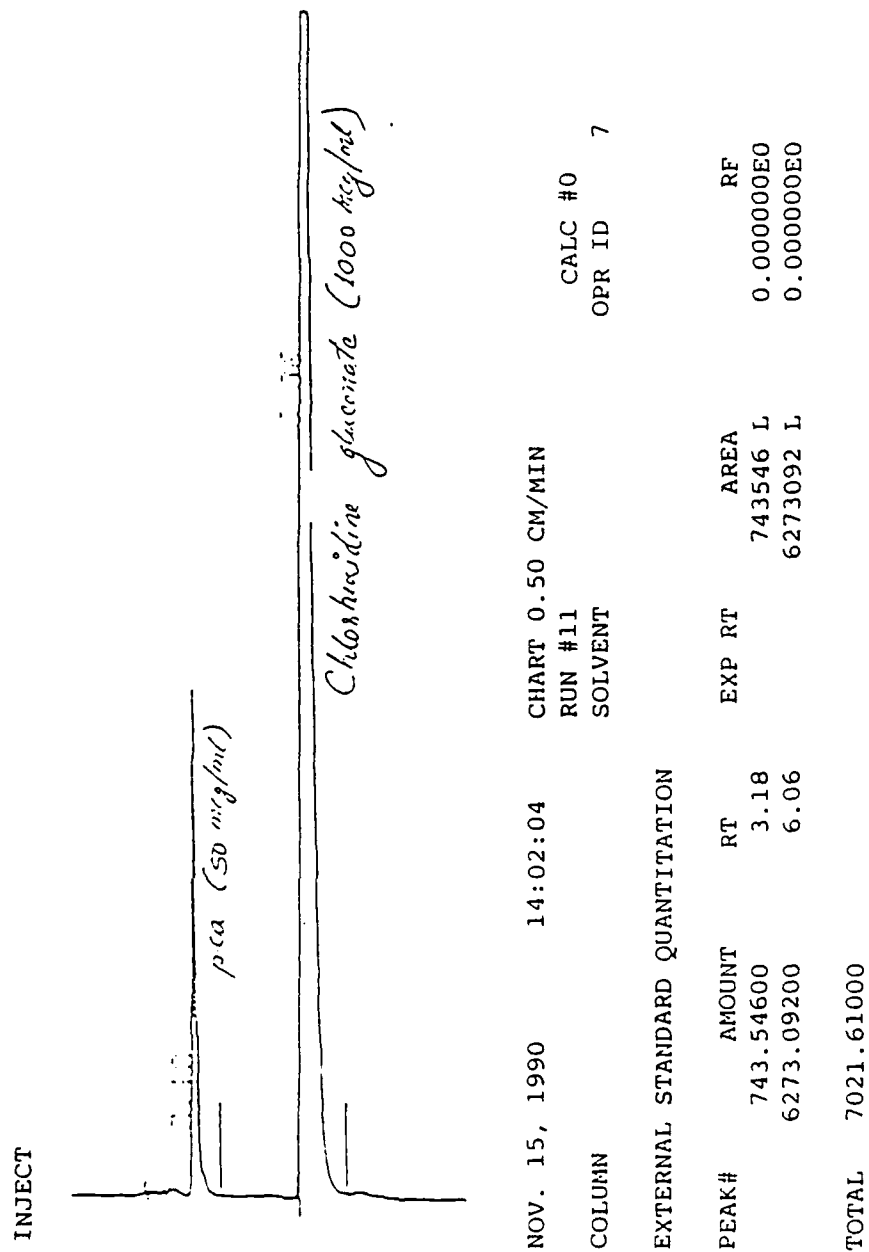 INJECT
pca (50 mcg/ml)
Chlorhexidine gluconate (1000 mcg/ml)
NOV. 15, 1990 14:02:04 CHART 0.50 CM/MIN
RUN #11 CALC #0
COLUMN SOLVENT OPR ID 7
EXTERNAL STANDARD QUANTITATION
PEAK# AMOUNT RT EXP RT AREA RF
743.54600 3.18 743546 L 0.000000E0
6273.09200 6.06 6273092 L 0.000000E0
TOTAL 7021.61000